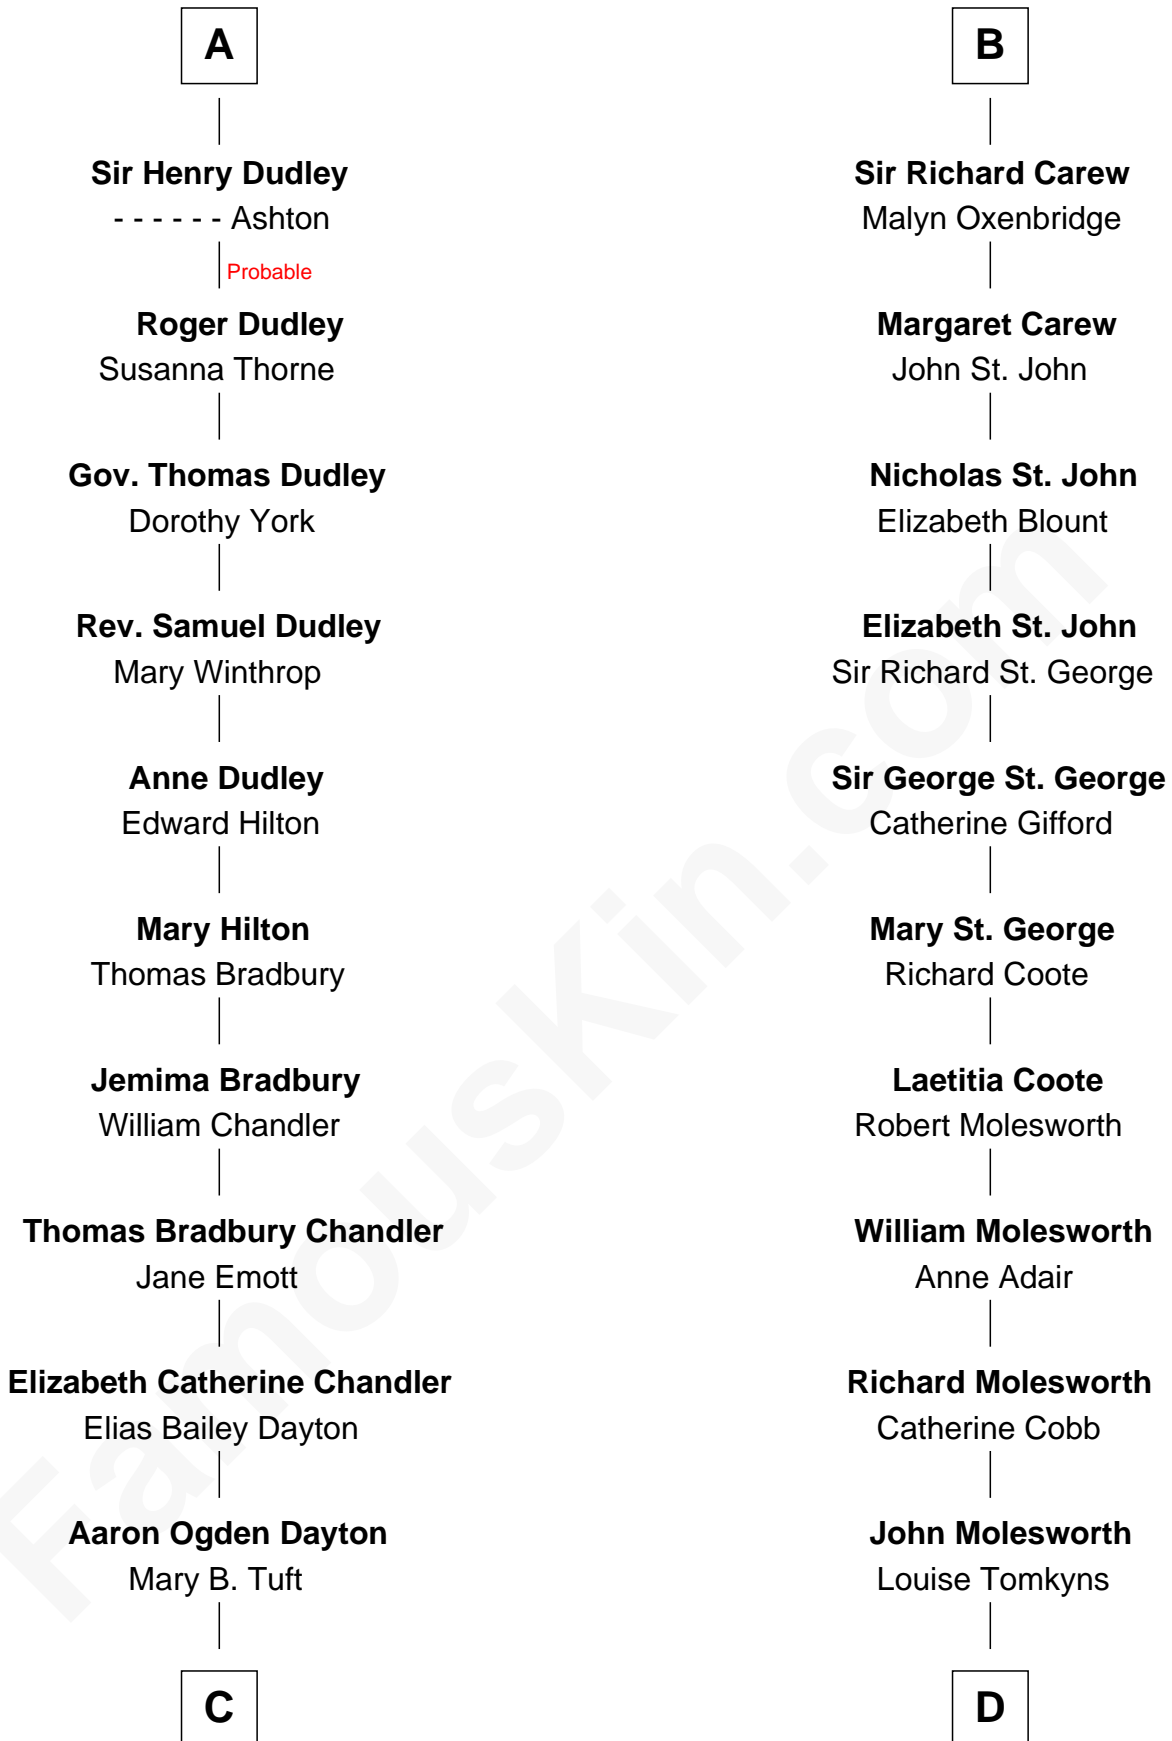 A
Sir Henry Dudley
- - - - - - Ashton
Probable
Roger Dudley
Susanna Thorne
Gov. Thomas Dudley
Dorothy York
Rev. Samuel Dudley
Mary Winthrop
Anne Dudley
Edward Hilton
Mary Hilton
Thomas Bradbury
Jemima Bradbury
William Chandler
Thomas Bradbury Chandler
Jane Emott
Elizabeth Catherine Chandler
Elias Bailey Dayton
Aaron Ogden Dayton
Mary B. Tuft
C
B
Sir Richard Carew
Malyn Oxenbridge
Margaret Carew
John St. John
Nicholas St. John
Elizabeth Blount
Elizabeth St. John
Sir Richard St. George
Sir George St. George
Catherine Gifford
Mary St. George
Richard Coote
Laetitia Coote
Robert Molesworth
William Molesworth
Anne Adair
Richard Molesworth
Catherine Cobb
John Molesworth
Louise Tomkyns
D
FamousKin.com